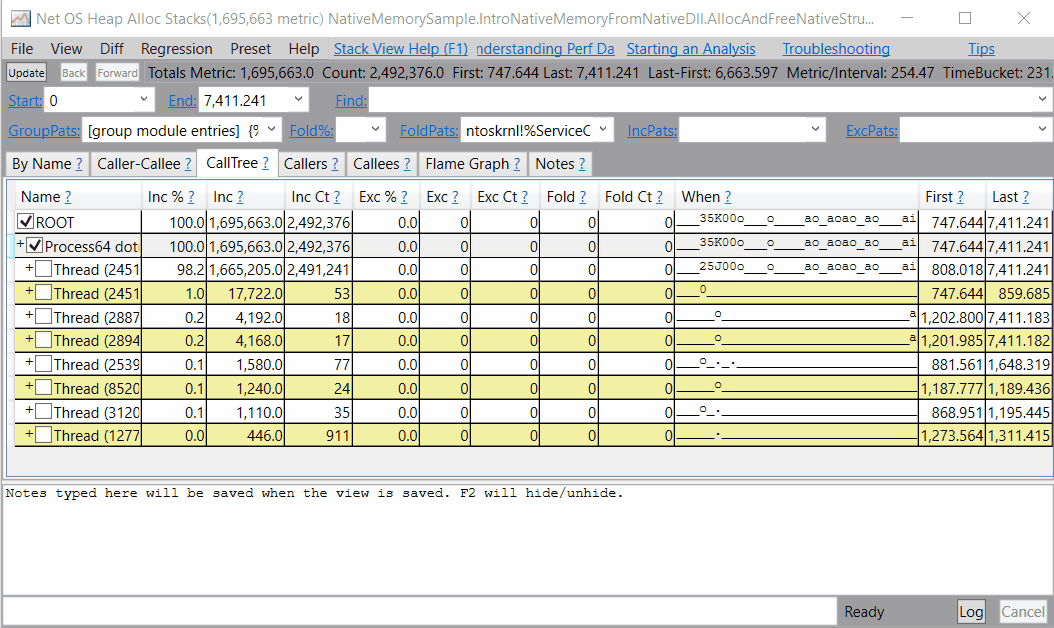 Net OS Heap Alloc Stacks(1,695,663 metric) NativeMemorySample.IntroNativeMemoryFromNativeDll.AllocAndFreeNativeStru...
File View Diff Regression Preset Help Stack View Help (F1) nderstanding Perf Da Starting an Analysis Troubleshooting Tips
Update Back Forward Totals Metric: 1,695,663.0 Count: 2,492,376.0 First: 747.644 Last: 7,411.241 Last-First: 6,663.597 Metric/Interval: 254.47 TimeBucket: 231.
Start: 0 End: 7,411.241 Find:
GroupPats: [group module entries] {% Fold%: FoldPats: ntoskrnl!%ServiceC IncPats: ExcPats:
By Name ? Caller-Callee ? CallTree ? Callers ? Callees ? Flame Graph ? Notes ?
Name ? Inc % ? Inc ? Inc Ct ? Exc % ? Exc ? Exc Ct ? Fold ? Fold Ct ? When ? First ? Last ?
ROOT 100.0 1,695,663.0 2,492,376 0.0 0 0 0 0 ___35K00o___o____ao_aoao_ao___ai 747.644 7,411.241
+ Process64 dot 100.0 1,695,663.0 2,492,376 0.0 0 0 0 0 ___35K00o___o____ao_aoao_ao___ai 747.644 7,411.241
+ Thread (2451 98.2 1,665,205.0 2,491,241 0.0 0 0 0 0 ___25J00o___o____ao_aoao_ao___ai 808.018 7,411.241
+ Thread (2451 1.0 17,722.0 53 0.0 0 0 0 0 ___0____________________________ 747.644 859.685
+ Thread (2887 0.2 4,192.0 18 0.0 0 0 0 0 _____o_________________________a 1,202.800 7,411.183
+ Thread (2894 0.2 4,168.0 17 0.0 0 0 0 0 _____o_________________________a 1,201.985 7,411.182
+ Thread (2539 0.1 1,580.0 77 0.0 0 0 0 0 ___o_._.________________________ 881.561 1,648.319
+ Thread (8520 0.1 1,240.0 24 0.0 0 0 0 0 _____o__________________________ 1,187.777 1,189.436
+ Thread (3120 0.1 1,110.0 35 0.0 0 0 0 0 ___o_.__________________________ 868.951 1,195.445
+ Thread (1277 0.0 446.0 911 0.0 0 0 0 0 _____.__________________________ 1,273.564 1,311.415
Notes typed here will be saved when the view is saved. F2 will hide/unhide.
Ready Log Cancel